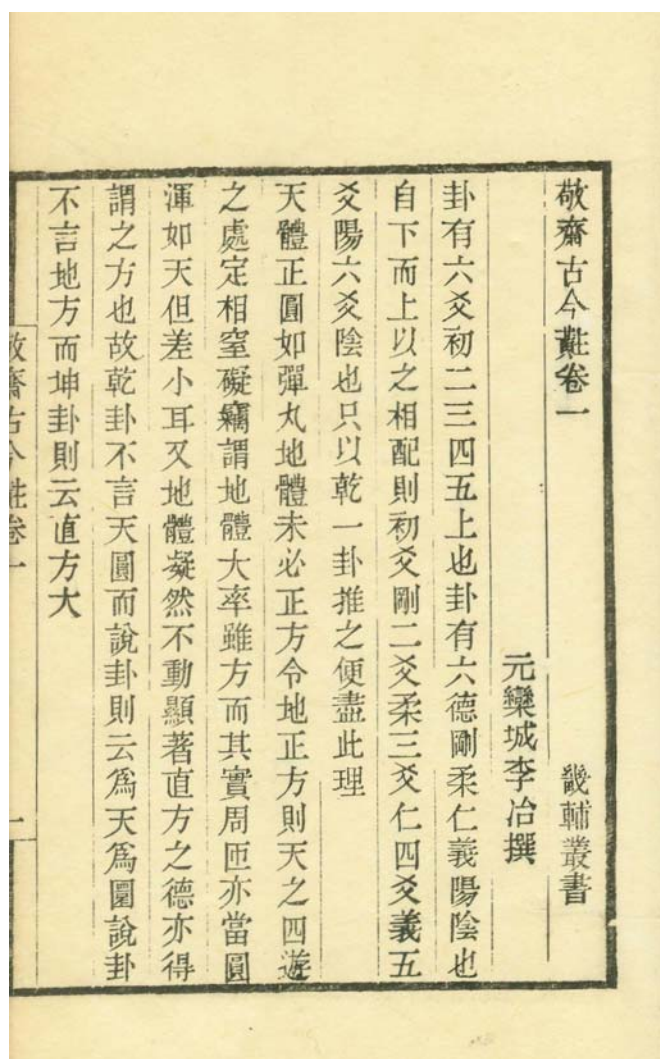 敬齋古今黈卷一
畿輔叢書
元欒城李冶撰
卦有六爻初二三四五上也卦有六德剛柔仁義陽陰也
自下而上以之相配則初爻剛二爻柔三爻仁四爻義五
爻陽六爻陰也只以乾一卦推之便盡此理
天體正圓如彈丸地體未必正方令地正方則天之四遊
之處定相窒礙竊謂地體大率雖方而其實周匝亦當圓
渾如天但差小耳又地體凝然不動顯著直方之德亦得
謂之方也故乾卦不言天圓而說卦則云爲天爲圜說卦
不言地方而坤卦則云直方大
敬齋古今黈卷一
一